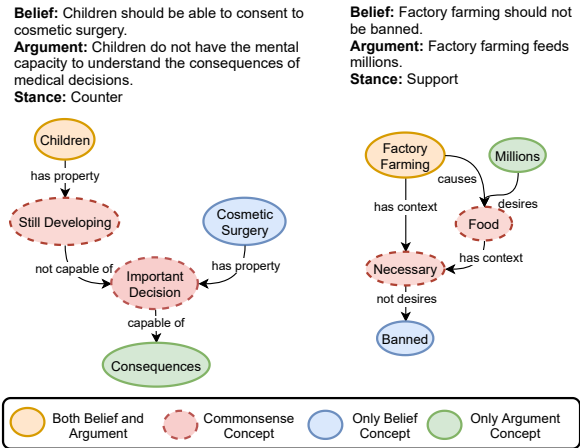 Belief: Children should be able to consent to
cosmetic surgery.
Argument: Children do not have the mental
capacity to understand the consequences of
medical decisions.
Stance: Counter
Children
has property
Still Developing
Cosmetic
Surgery
not capable of
has property
Important
Decision
capable of
Consequences
Belief: Factory farming should not
be banned.
Argument: Factory farming feeds
millions.
Stance: Support
Factory
Farming
Millions
causes
desires
has context
Food
has context
Necessary
not desires
Banned
Both Belief and
Argument
Commonsense
Concept
Only Belief
Concept
Only Argument
Concept